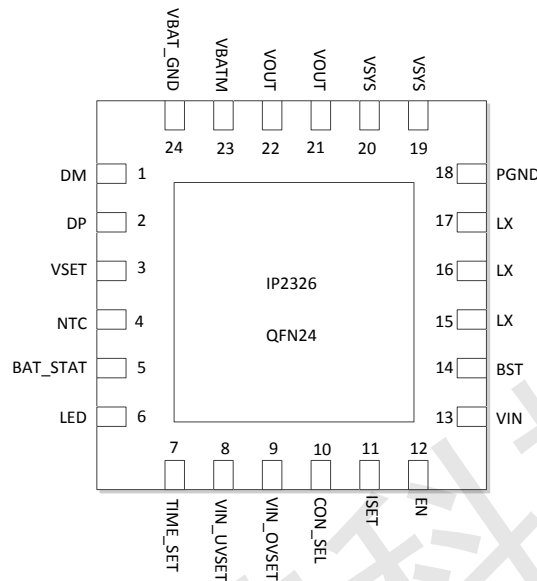 VBAT_GND
VBATM
VOUT
VOUT
VSYS
VSYS
24 23 22 21 20 19
DM 1
DP 2
VSET 3
NTC 4
BAT_STAT 5
LED 6
18 PGND
17 LX
16 LX
15 LX
14 BST
13 VIN
IP2326
QFN24
7 8 9 10 11 12
TIME_SET
VIN_UVSET
VIN_OVSET
CON_SEL
ISET
EN
科